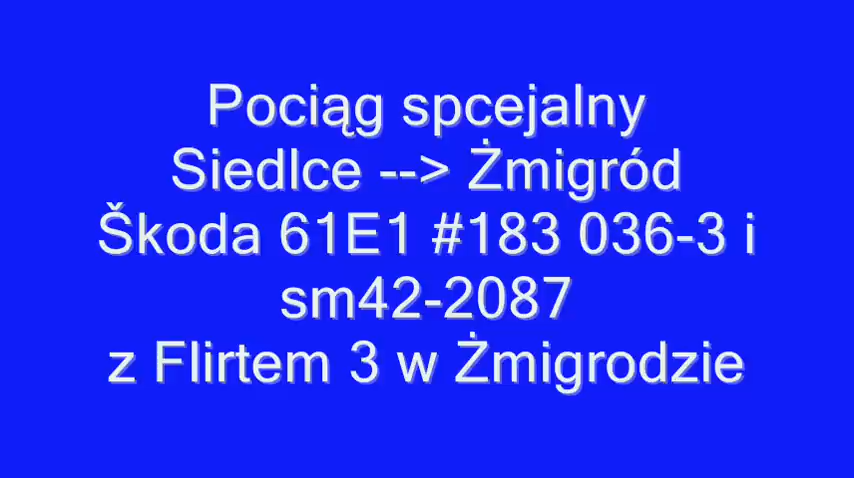 Pociąg spcejalny
Siedlce --> Żmigród
Škoda 61E1 #183 036-3 i
sm42-2087
z Flirtem 3 w Żmigrodzie